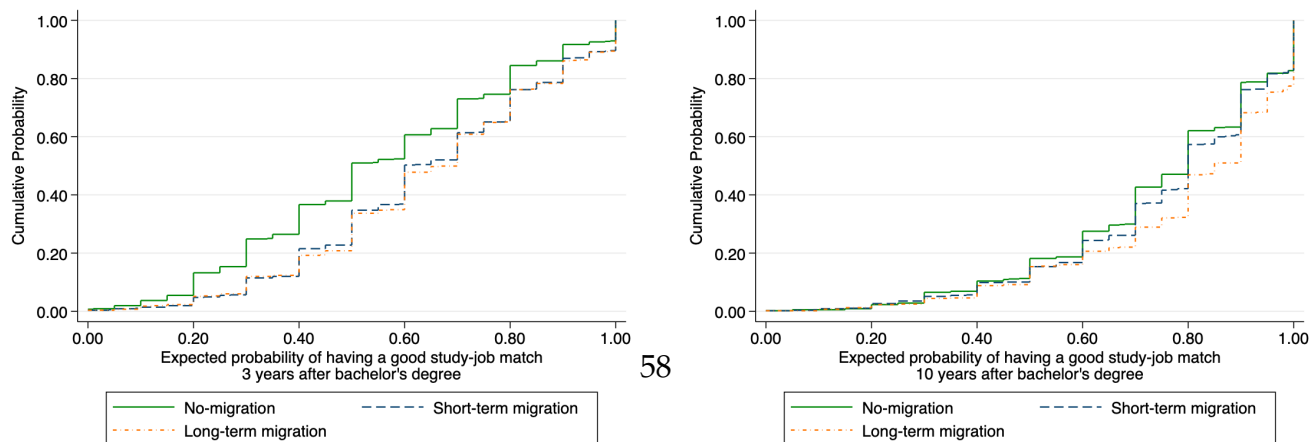 Cumulative Probability
1.00
0.80
0.60
0.40
0.20
0.00
0.00 0.20 0.40 0.60 0.80 1.00
Expected probability of having a good study-job match
3 years after bachelor's degree
No-migration Short-term migration
Long-term migration
58
Cumulative Probability
1.00
0.80
0.60
0.40
0.20
0.00
0.00 0.20 0.40 0.60 0.80 1.00
Expected probability of having a good study-job match
10 years after bachelor's degree
No-migration Short-term migration
Long-term migration